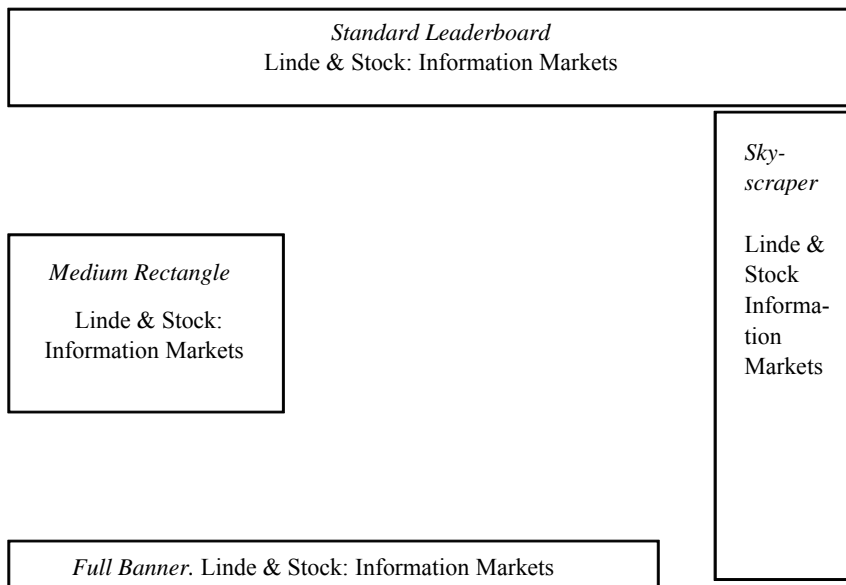 Standard Leaderboard
Linde & Stock: Information Markets
Sky-
scraper
Linde &
Stock
Informa-
tion
Markets
Medium Rectangle
Linde & Stock:
Information Markets
Full Banner. Linde & Stock: Information Markets